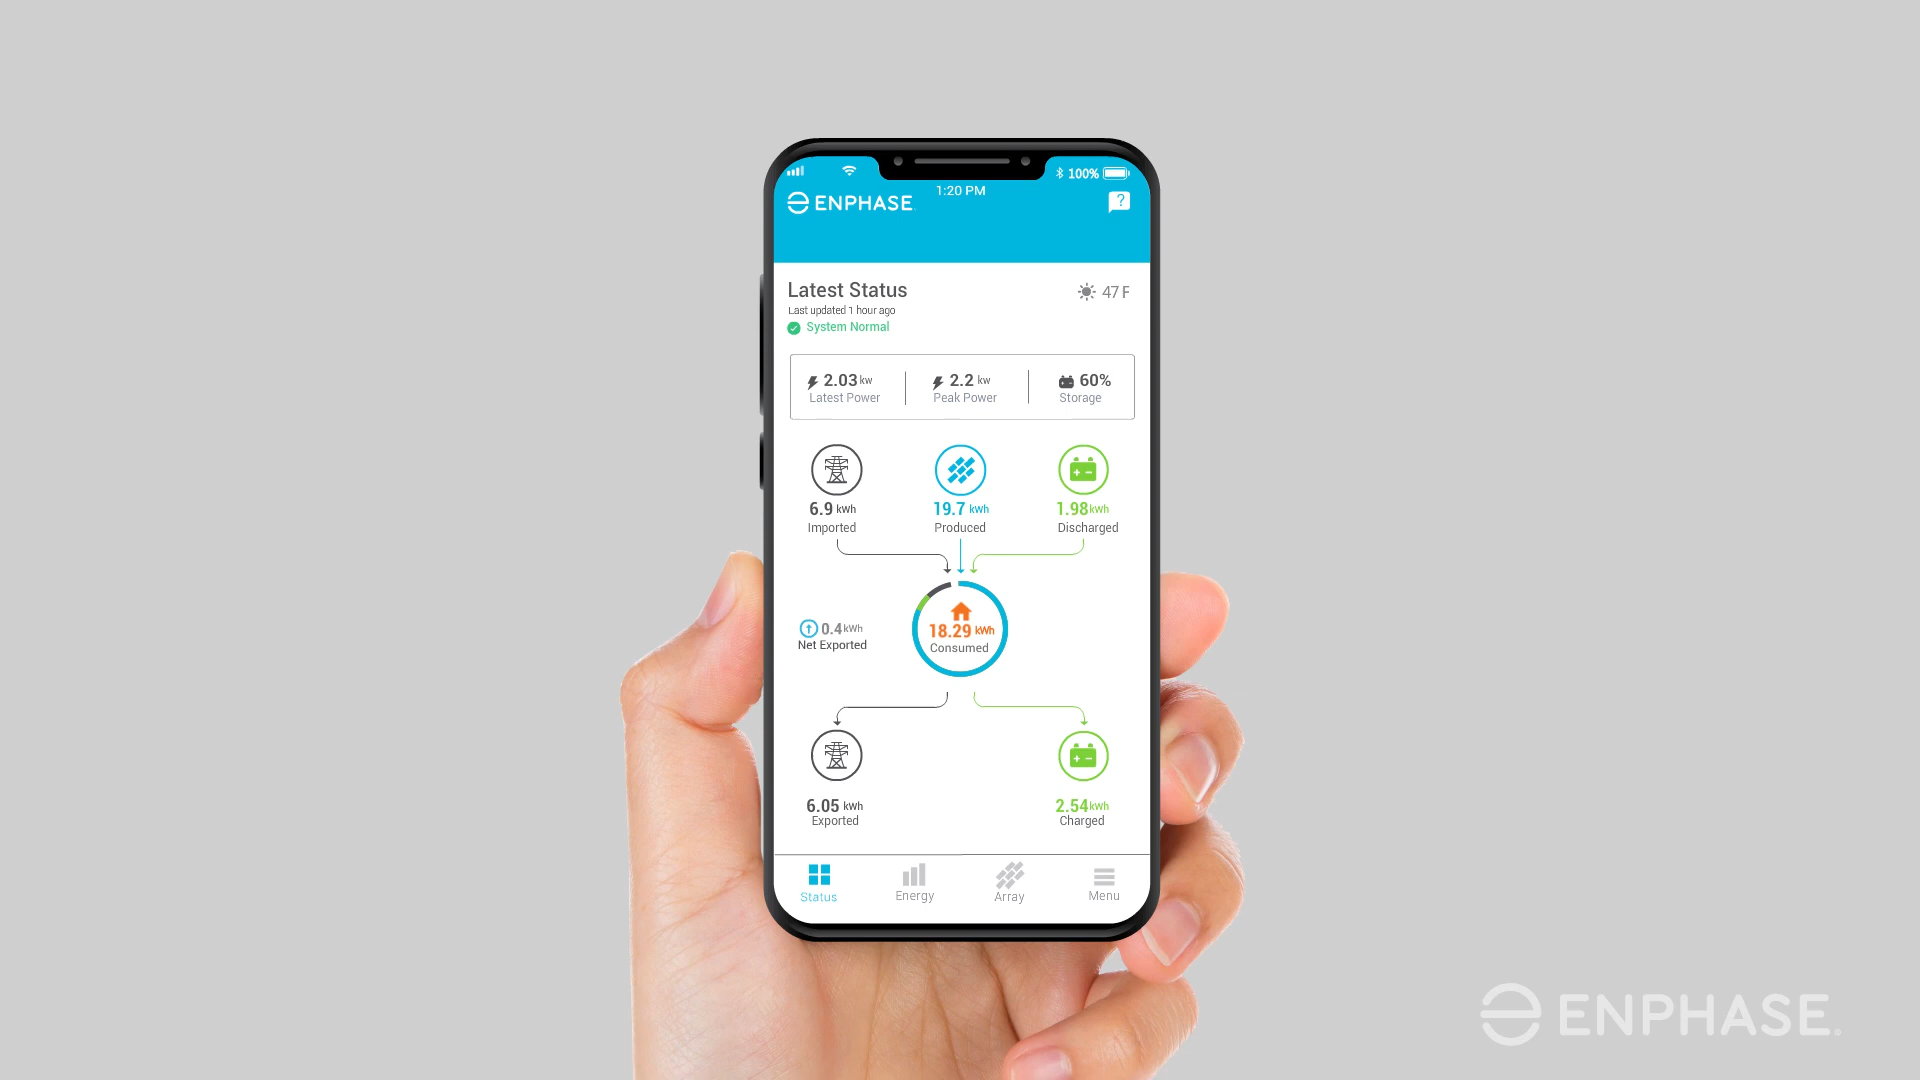 1:20 PM
100%
ENPHASE.
?
Latest Status
47 F
Last updated 1 hour ago
System Normal
2.03 kw
Latest Power
2.2 kw
Peak Power
60%
Storage
6.9 kWh
Imported
19.7 kWh
Produced
1.98 kWh
Discharged
0.4 kWh
Net Exported
18.29 kWh
Consumed
6.05 kWh
Exported
2.54 kWh
Charged
Status
Energy
Array
Menu
ENPHASE.